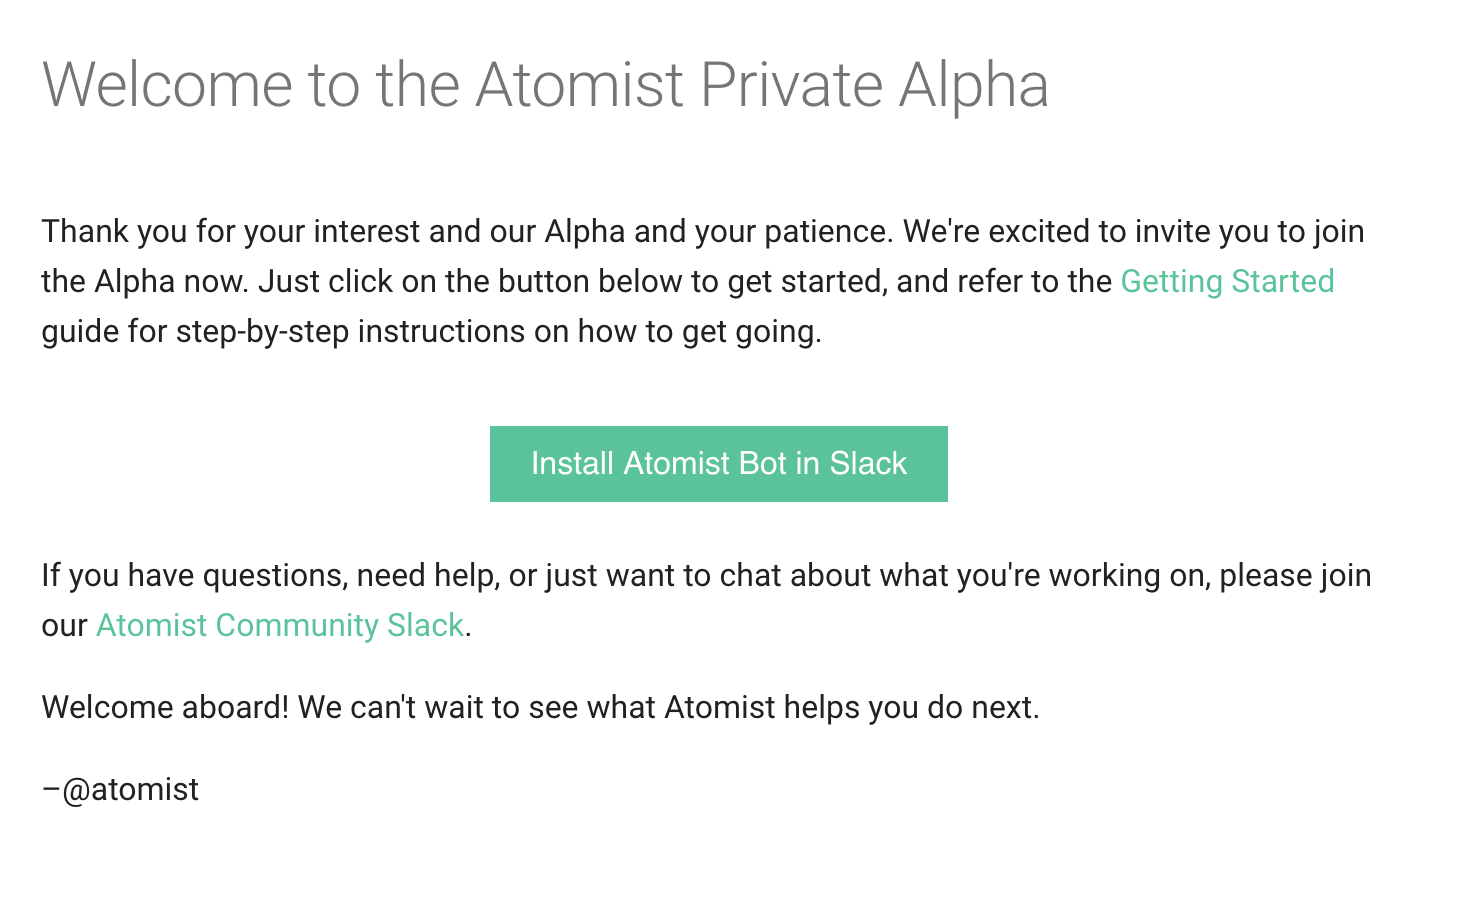 Welcome to the Atomist Private Alpha
Thank you for your interest and our Alpha and your patience. We're excited to invite you to join
the Alpha now. Just click on the button below to get started, and refer to the Getting Started
guide for step-by-step instructions on how to get going.
Install Atomist Bot in Slack
If you have questions, need help, or just want to chat about what you're working on, please join
our Atomist Community Slack.
Welcome aboard! We can't wait to see what Atomist helps you do next.
–@atomist